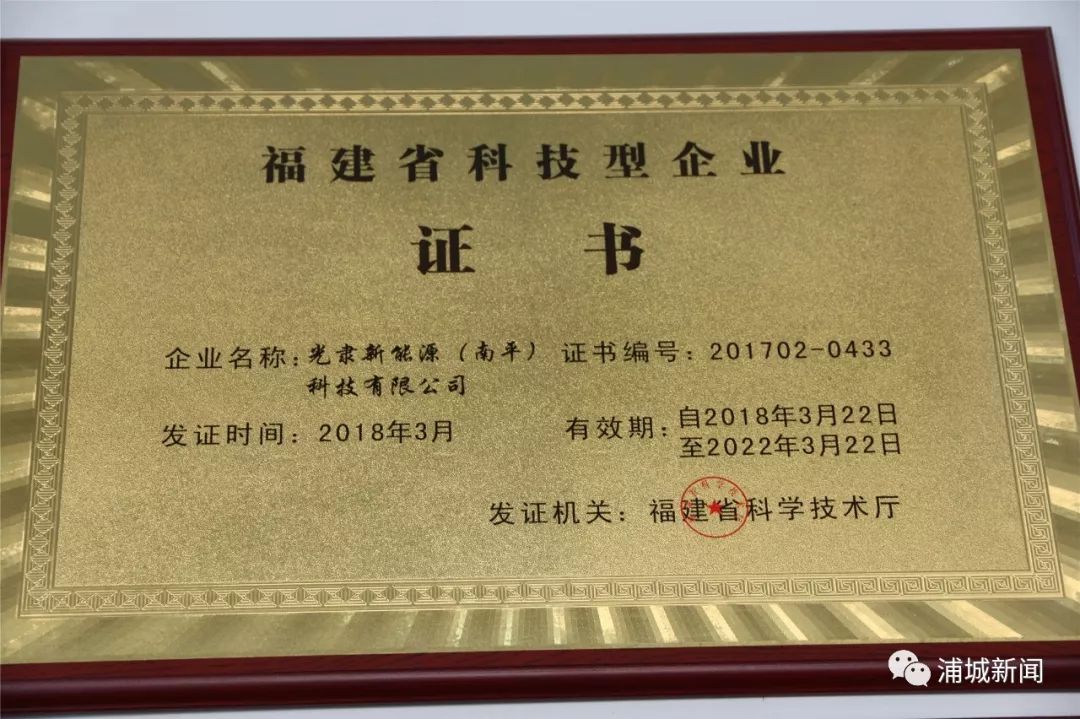 福建省科技型企业
证书
企业名称：光隶新能源（南平）科技有限公司
证书编号：201702-0433
发证时间：2018年3月
有效期：自2018年3月22日
至2022年3月22日
发证机关：福建省科学技术厅
浦城新闻